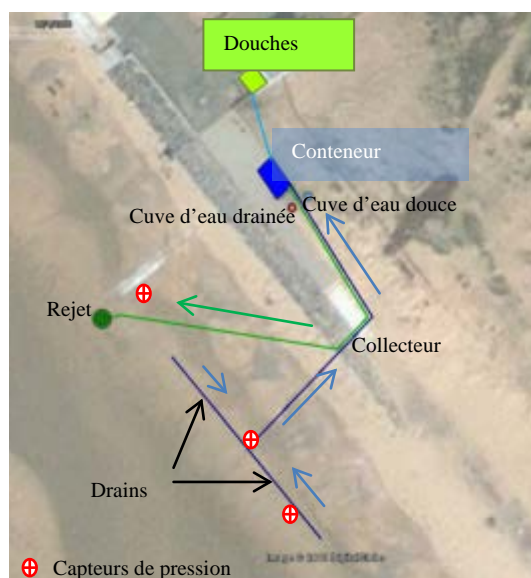 Douches
Conteneur
Cuve d'eau douce
Cuve d'eau drainée
Rejet
Collecteur
Drains
Capteurs de pression